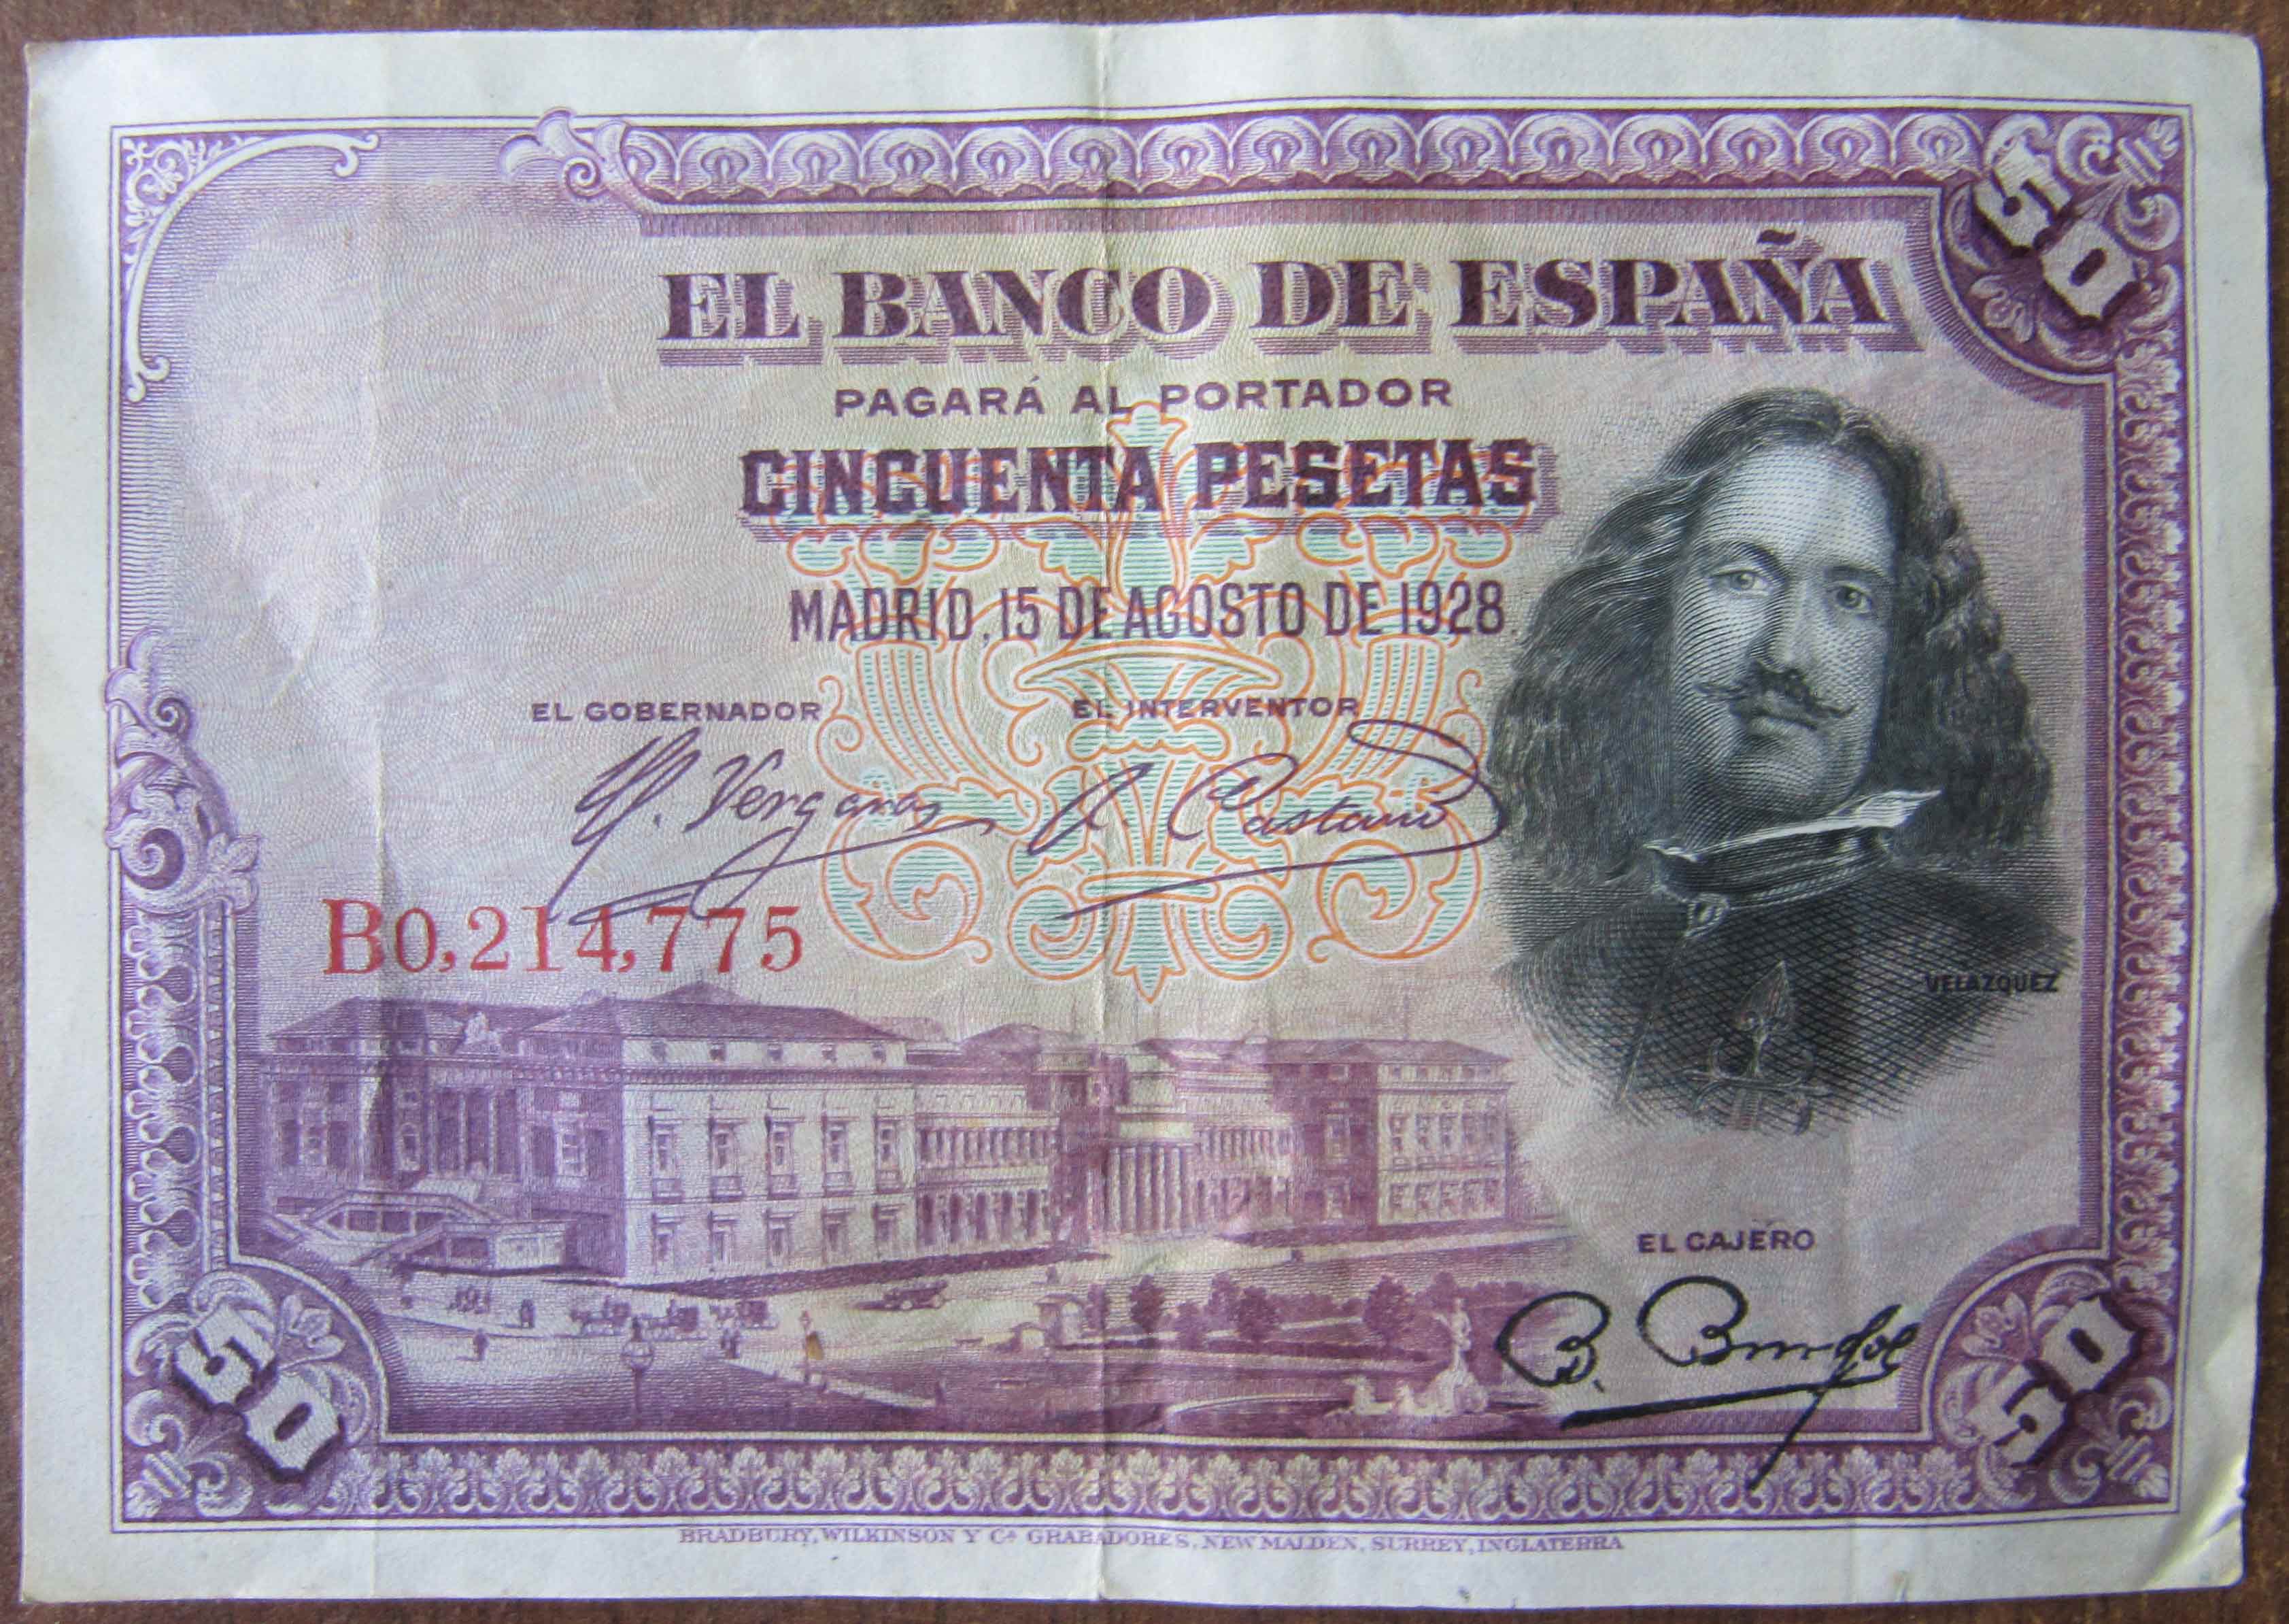 50
EL BANCO DE ESPAÑA
PAGARÁ AL PORTADOR
CINCUENTA PESETAS
MADRID, 15 DE AGOSTO DE 1928.
EL GOBERNADOR EL INTERVENTOR
B0,214,775
VELAZQUEZ
EL CAJERO
50 50
BRADBURY, WILKINSON Y Cª GRABADORES, NEW MALDEN, SURREY, INGLATERRA